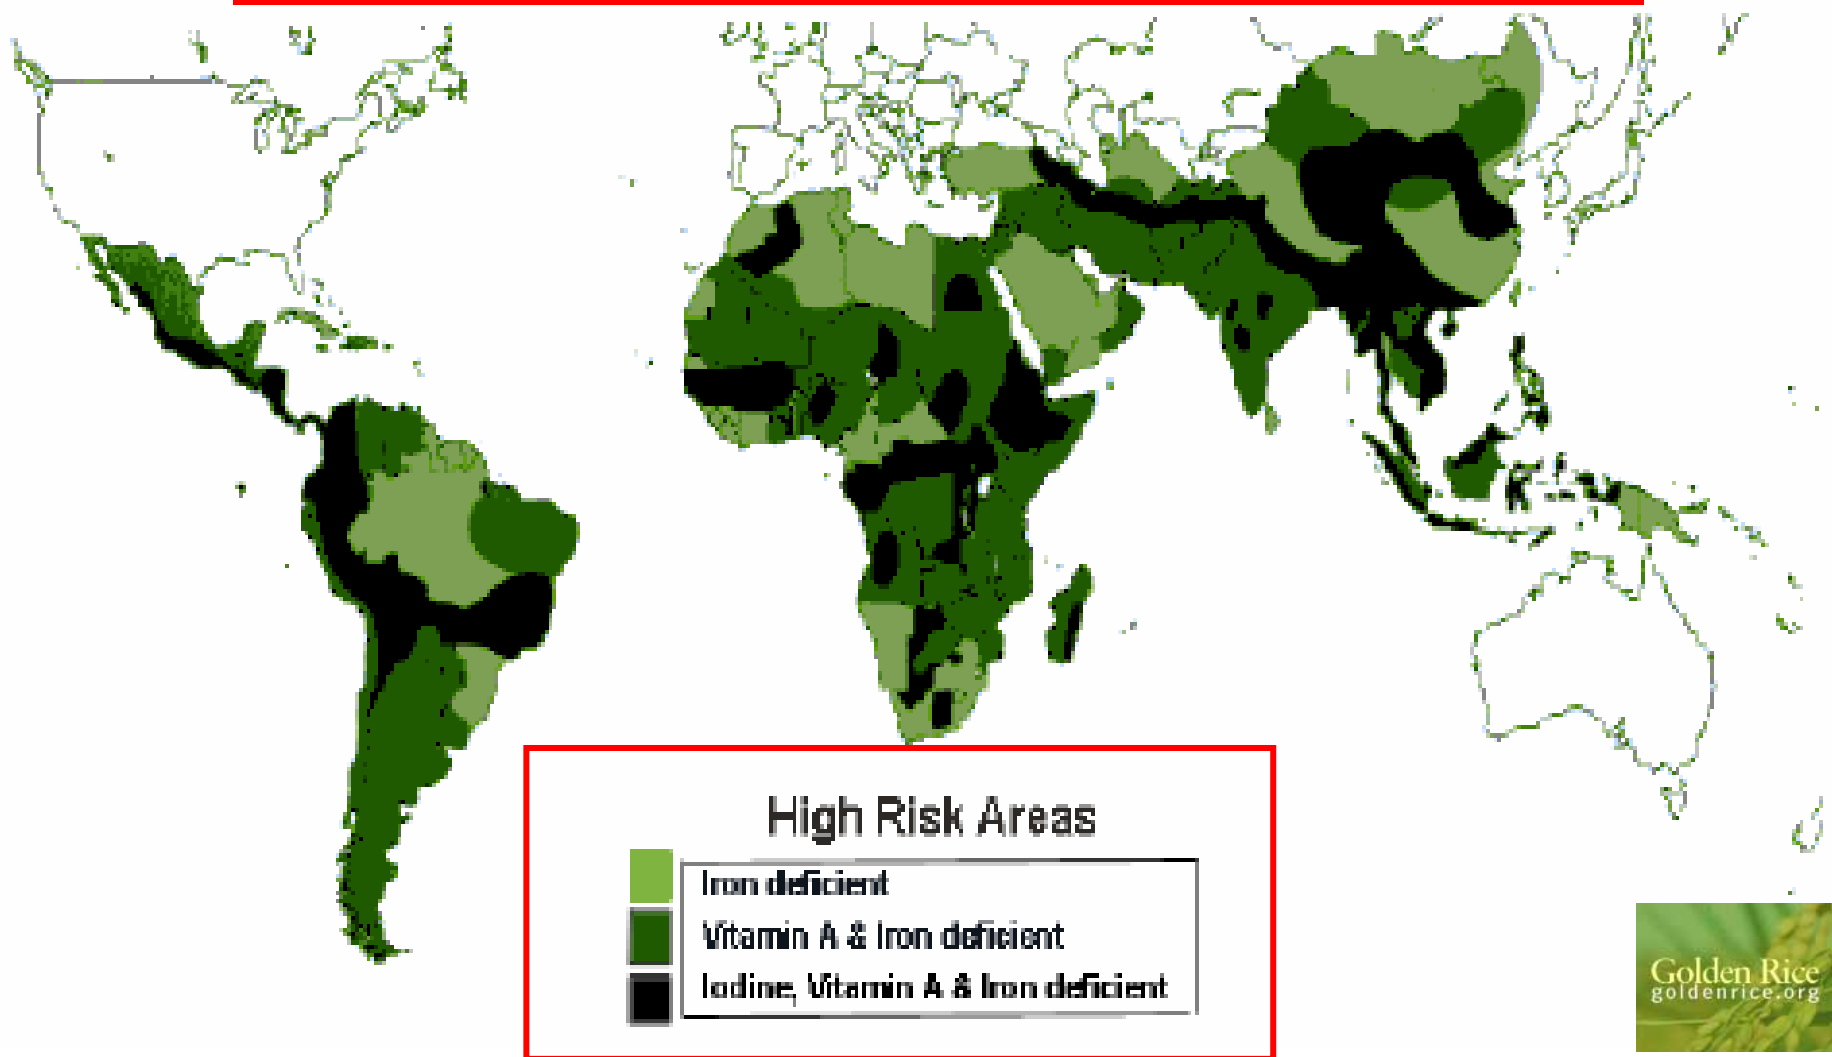 High Risk Areas
Iron deficient
Vitamin A & Iron deficient
Iodine, Vitamin A & Iron deficient
Golden Rice
goldenrice.org